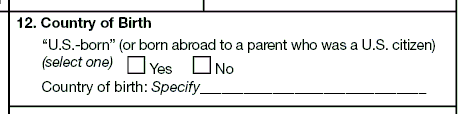 12. Country of Birth
“U.S.-born” (or born abroad to a parent who was a U.S. citizen)
(select one) ☐ Yes ☐ No
Country of birth: Specify____________________________